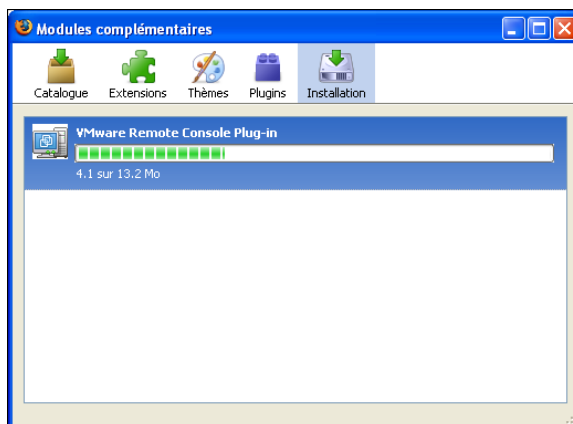 Modules complémentaires
Catalogue Extensions Thèmes Plugins Installation
VMware Remote Console Plug-in
4.1 sur 13.2 Mo